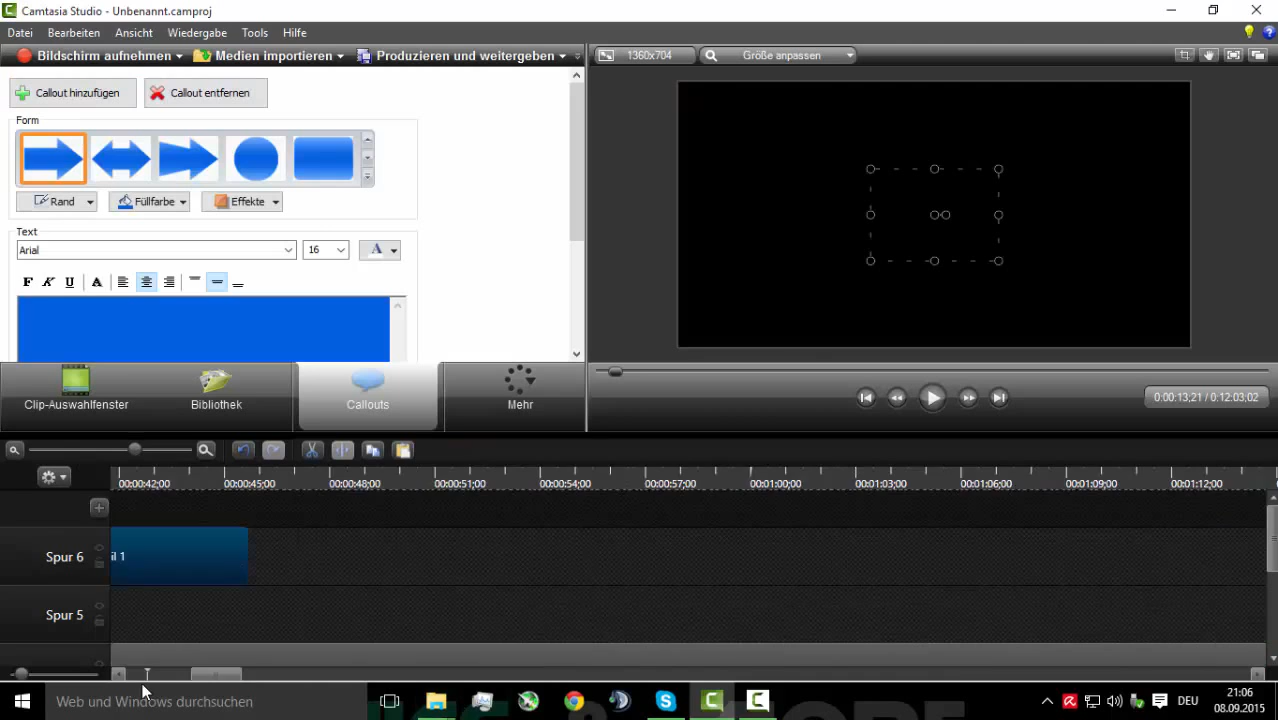 Camtasia Studio - Unbenannt.camproj
Datei Bearbeiten Ansicht Wiedergabe Tools Hilfe
Bildschirm aufnehmen Medien importieren Produzieren und weitergeben
1360x704 Größe anpassen
Callout hinzufügen Callout entfernen
Form
Rand Füllfarbe Effekte
Text
Arial 16 A
F K U A
Clip-Auswahlfenster Bibliothek Callouts Mehr
0:00:13,21 / 0:12:03,02
00:00:42;00 00:00:45;00 00:00:48;00 00:00:51;00 00:00:54;00 00:00:57;00 00:01:00;00 00:01:03;00 00:01:06;00 00:01:09;00 00:01:12;00
Spur 6 il 1
Spur 5
Web und Windows durchsuchen
DEU
21:06
08.09.2015